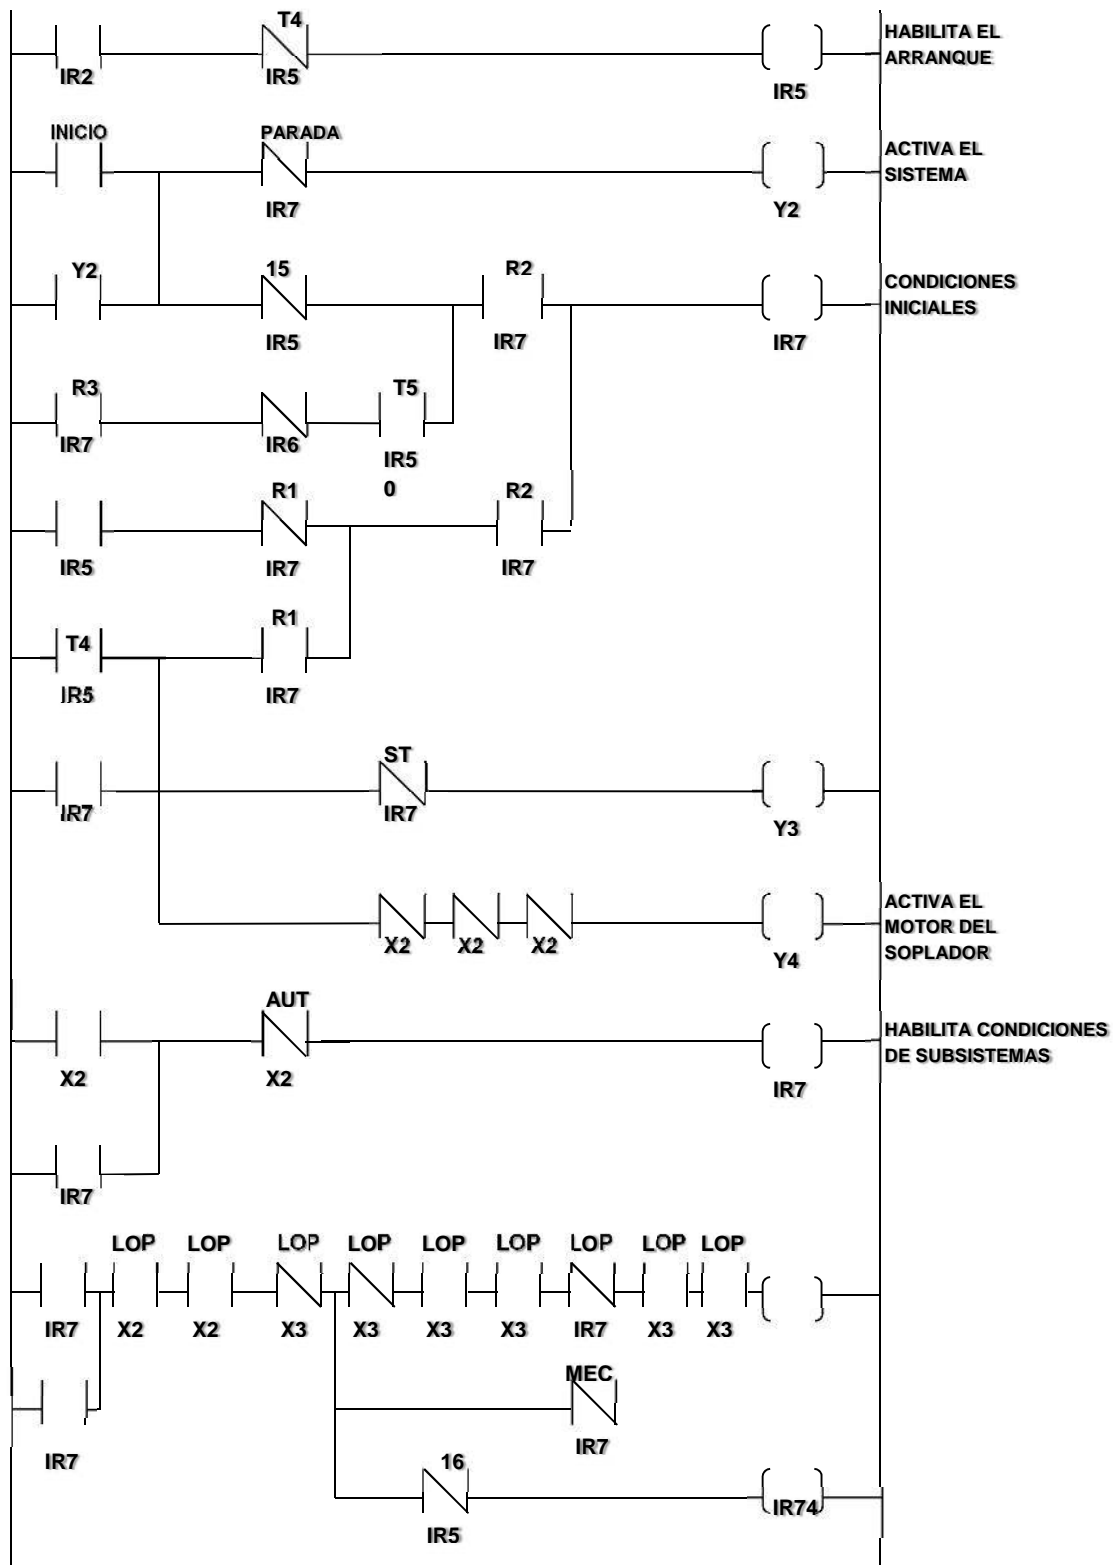 T4
HABILITA EL
ARRANQUE
IR2
IR5
IR5
INICIO
PARADA
ACTIVA EL
SISTEMA
IR7
Y2
Y2
15
R2
CONDICIONES
INICIALES
IR5
IR7
IR7
R3
T5
IR7
IR6
IR5
0
R1
R2
IR5
IR7
IR7
R1
T4
IR5
IR7
ST
IR7
IR7
Y3
ACTIVA EL
MOTOR DEL
SOPLADOR
X2
X2
X2
Y4
AUT
HABILITA CONDICIONES
DE SUBSISTEMAS
X2
X2
IR7
IR7
LOP
LOP
LOP
LOP
LOP
LOP
LOP
LOP
LOP
IR7
X2
X2
X3
X3
X3
X3
IR7
X3
X3
MEC
IR7
IR7
16
IR74
IR5